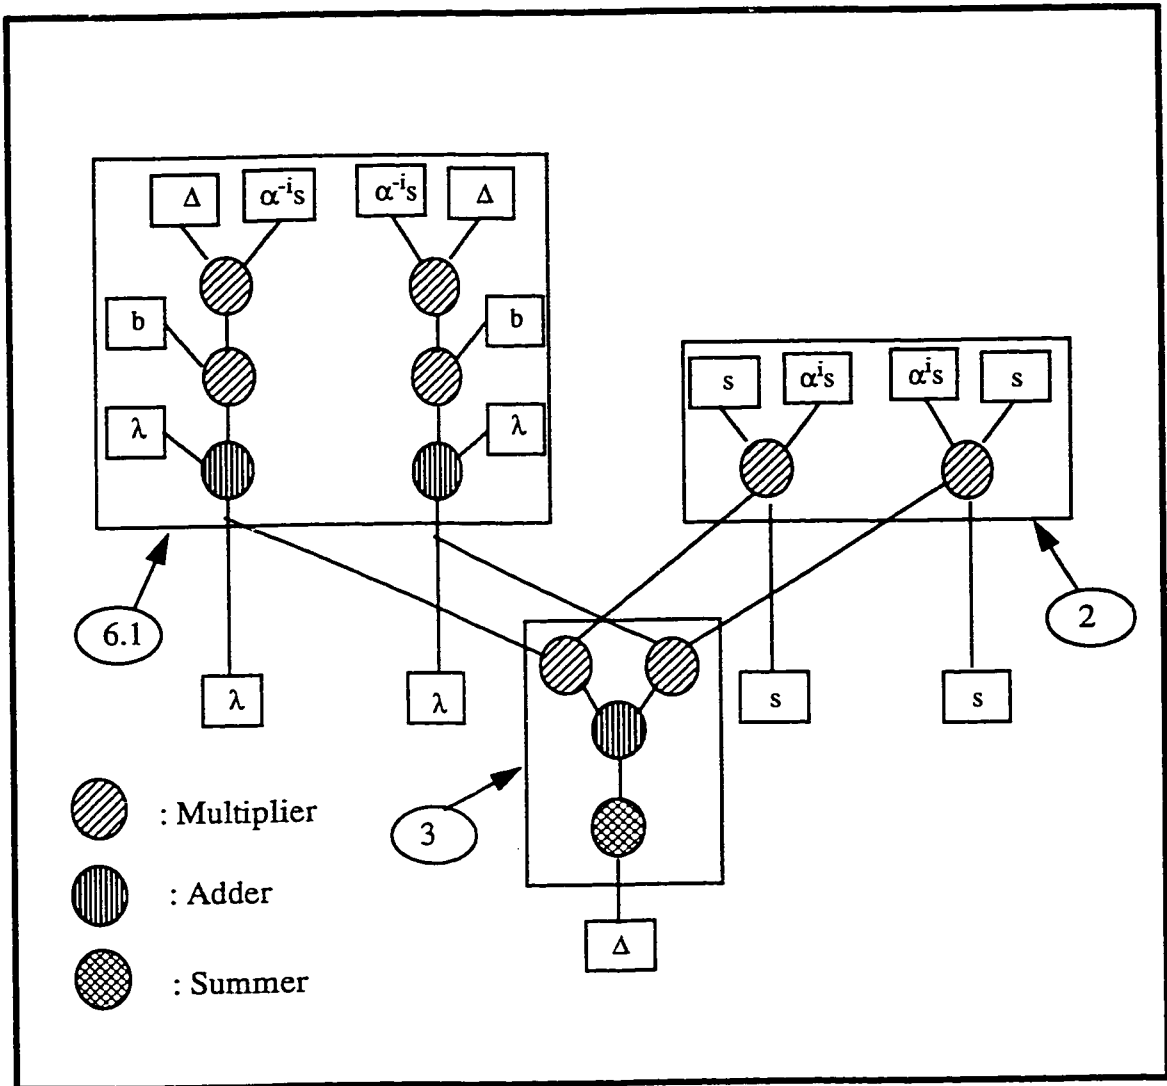 Δ α⁻ⁱs α⁻ⁱs Δ
b b
λ λ
s αⁱs αⁱs s
6.1 2
λ λ s s
: Multiplier
3
: Adder
Δ
: Summer